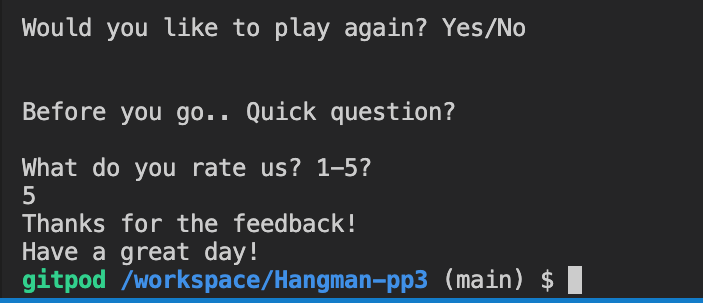 Would you like to play again? Yes/No
Before you go.. Quick question?
What do you rate us? 1-5?
5
Thanks for the feedback!
Have a great day!
gitpod /workspace/Hangman-pp3 (main) $